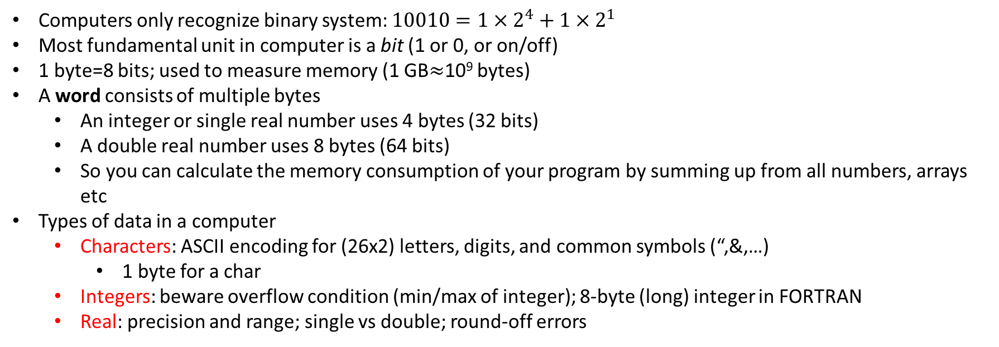 • Computers only recognize binary system: 10010 = 1 × 2⁴ + 1 × 2¹
• Most fundamental unit in computer is a bit (1 or 0, or on/off)
• 1 byte=8 bits; used to measure memory (1 GB≈10⁹ bytes)
• A word consists of multiple bytes
• An integer or single real number uses 4 bytes (32 bits)
• A double real number uses 8 bytes (64 bits)
• So you can calculate the memory consumption of your program by summing up from all numbers, arrays
etc
• Types of data in a computer
• Characters: ASCII encoding for (26x2) letters, digits, and common symbols (“,&,…)
• 1 byte for a char
• Integers: beware overflow condition (min/max of integer); 8-byte (long) integer in FORTRAN
• Real: precision and range; single vs double; round-off errors